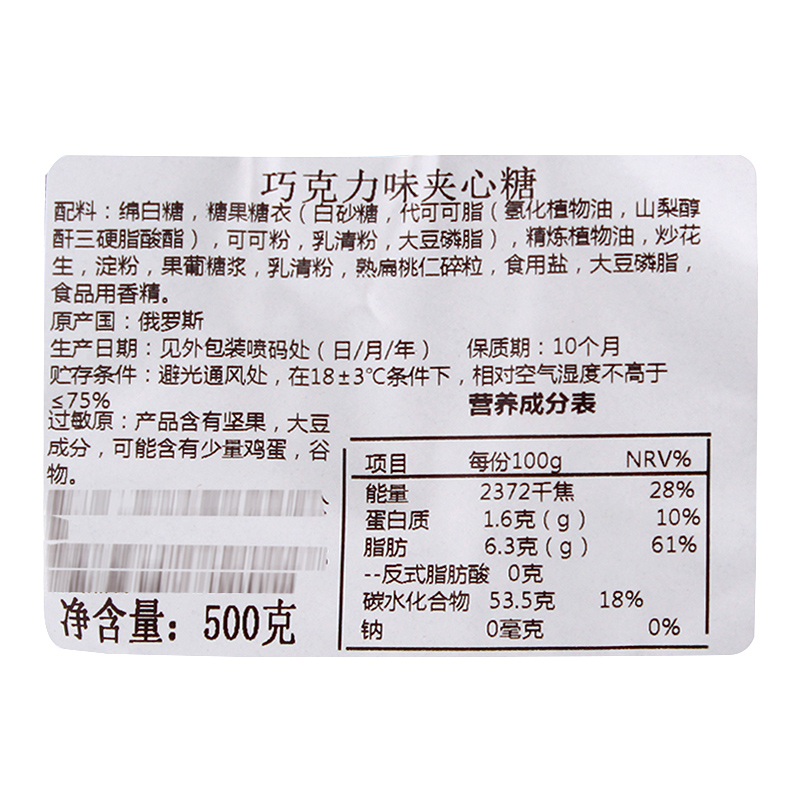 巧克力味夹心糖
配料：绵白糖，糖果糖衣（白砂糖，代可可脂（氢化植物油，山梨醇
酐三硬脂酸酯），可可粉，乳清粉，大豆磷脂），精炼植物油，炒花
生，淀粉，果葡糖浆，乳清粉，熟扁桃仁碎粒，食用盐，大豆磷脂，
食品用香精。
原产国：俄罗斯
生产日期：见外包装喷码处（日/月/年） 保质期：10个月
贮存条件：避光通风处，在18±3℃条件下，相对空气湿度不高于
≤75%
过敏原：产品含有坚果，大豆
成分，可能含有少量鸡蛋，谷
物。
净含量：500克
营养成分表
项目 每份100g NRV%
能量 2372千焦 28%
蛋白质 1.6克（g） 10%
脂肪 6.3克（g） 61%
--反式脂肪酸 0克
碳水化合物 53.5克 18%
钠 0毫克 0%